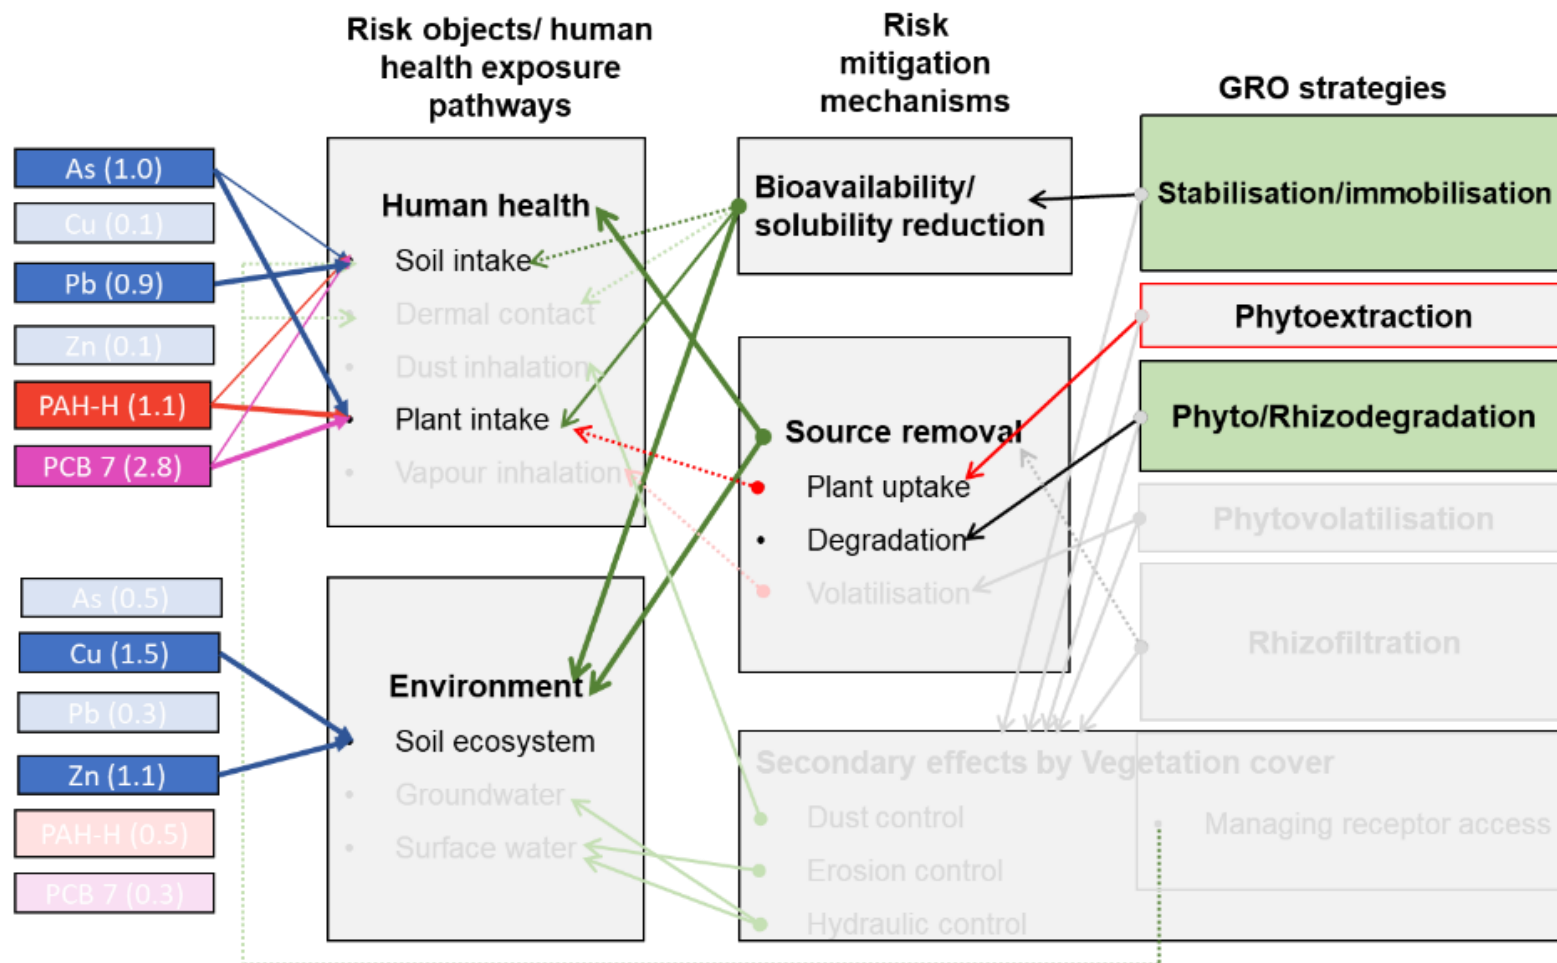 Risk objects/ human
health exposure
pathways
Risk
mitigation
mechanisms
GRO strategies
As (1.0)
Cu (0.1)
Pb (0.9)
Zn (0.1)
PAH-H (1.1)
PCB 7 (2.8)
Human health
Soil intake
Dermal contact
Dust inhalation
Plant intake
Vapour inhalation
As (0.5)
Cu (1.5)
Pb (0.3)
Zn (1.1)
PAH-H (0.5)
PCB 7 (0.3)
Environment
Soil ecosystem
Groundwater
Surface water
Bioavailability/
solubility reduction
Source removal
Plant uptake
Degradation
Volatilisation
Secondary effects by Vegetation cover
Dust control
Erosion control
Hydraulic control
Managing receptor access
Stabilisation/immobilisation
Phytoextraction
Phyto/Rhizodegradation
Phytovolatilisation
Rhizofiltration